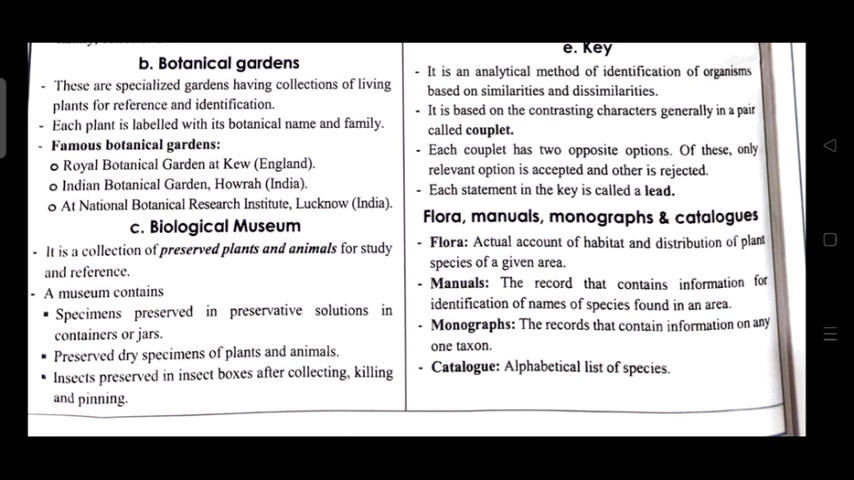 b. Botanical gardens
- These are specialized gardens having collections of living
plants for reference and identification.
- Each plant is labelled with its botanical name and family.
- Famous botanical gardens:
o Royal Botanical Garden at Kew (England).
o Indian Botanical Garden, Howrah (India).
o At National Botanical Research Institute, Lucknow (India).
c. Biological Museum
- It is a collection of preserved plants and animals for study
and reference.
- A museum contains
▪ Specimens preserved in preservative solutions in
containers or jars.
▪ Preserved dry specimens of plants and animals.
▪ Insects preserved in insect boxes after collecting, killing
and pinning.
e. Key
- It is an analytical method of identification of organisms
based on similarities and dissimilarities.
- It is based on the contrasting characters generally in a pair
called couplet.
- Each couplet has two opposite options. Of these, only
relevant option is accepted and other is rejected.
- Each statement in the key is called a lead.
Flora, manuals, monographs & catalogues
- Flora: Actual account of habitat and distribution of plant
species of a given area.
- Manuals: The record that contains information for
identification of names of species found in an area.
- Monographs: The records that contain information on any
one taxon.
- Catalogue: Alphabetical list of species.